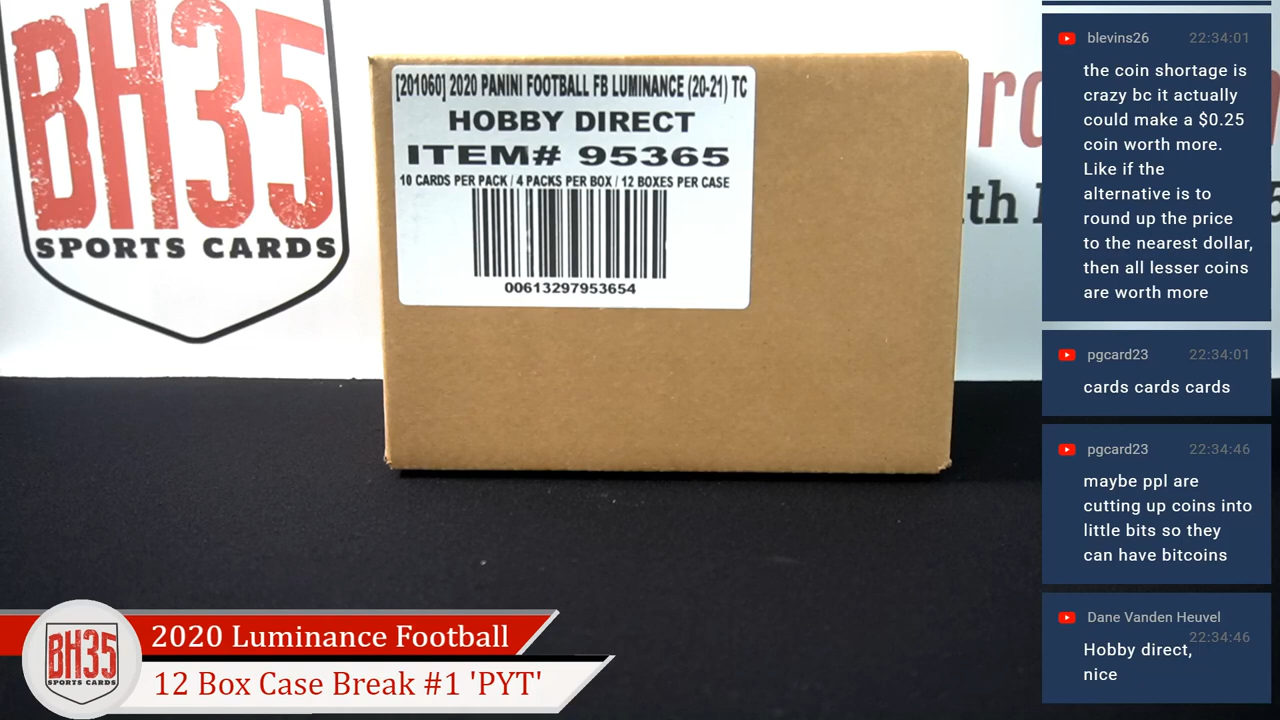 BH35
SPORTS CARDS
[201060] 2020 PANINI FOOTBALL FB LUMINANCE (20-21) TC
HOBBY DIRECT
ITEM# 95365
10 CARDS PER PACK / 4 PACKS PER BOX / 12 BOXES PER CASE
00613297953654
BH35
SPORTS CARDS
2020 Luminance Football
12 Box Case Break #1 'PYT'
blevins26 22:34:01
the coin shortage is
crazy bc it actually
could make a $0.25
coin worth more.
Like if the
alternative is to
round up the price
to the nearest dollar,
then all lesser coins
are worth more
pgcard23 22:34:01
cards cards cards
pgcard23 22:34:46
maybe ppl are
cutting up coins into
little bits so they
can have bitcoins
Dane Vanden Heuvel
22:34:46
Hobby direct,
nice